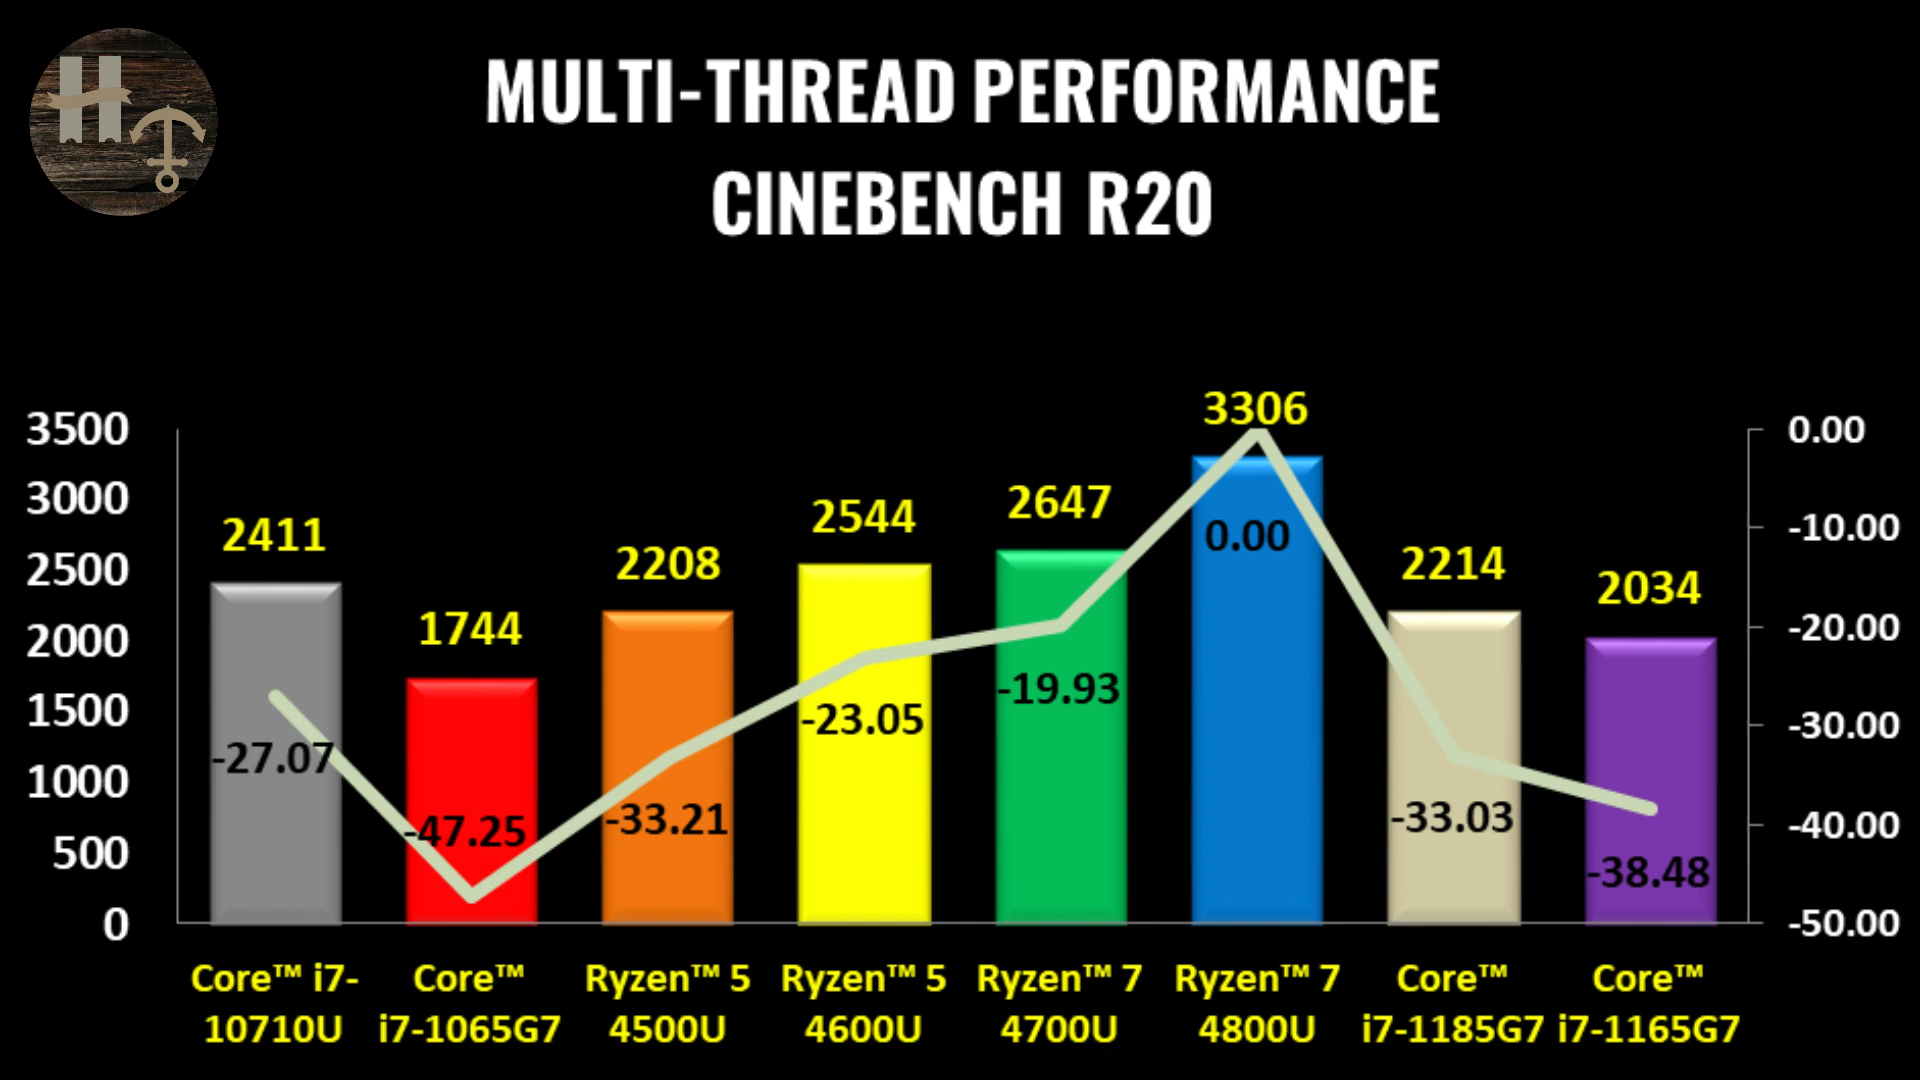 H
MULTI-THREAD PERFORMANCE
CINEBENCH R20
3500
3000
2500
2000
1500
1000
500
0
2411
1744
2208
2544
2647
3306
2214
2034
-27.07
-47.25
-33.21
-23.05
-19.93
0.00
-33.03
-38.48
0.00
-10.00
-20.00
-30.00
-40.00
-50.00
Core™ i7-
10710U
Core™
i7-1065G7
Ryzen™ 5
4500U
Ryzen™ 5
4600U
Ryzen™ 7
4700U
Ryzen™ 7
4800U
Core™
i7-1185G7
Core™
i7-1165G7